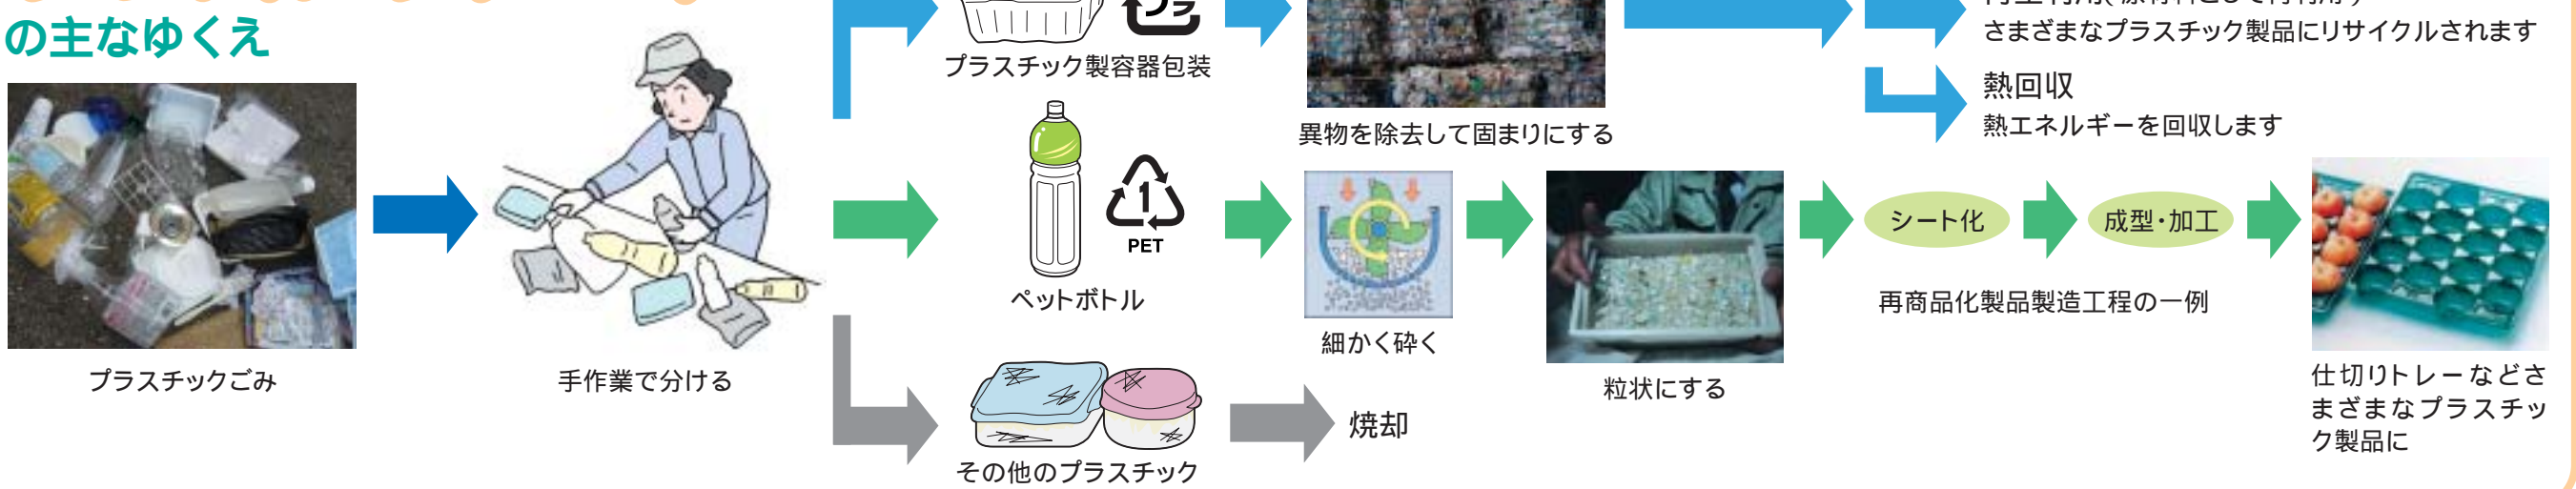 の主なゆくえ
プラ
プラスチック製容器包装
異物を除去して固まりにする
さまざまなプラスチック製品にリサイクルされます
熱回収
熱エネルギーを回収します
プラスチックごみ
手作業で分ける
1
PET
ペットボトル
細かく砕く
粒状にする
シート化
成型・加工
再商品化製品製造工程の一例
仕切りトレーなどさ
まざまなプラスチッ
ク製品に
その他のプラスチック
焼却